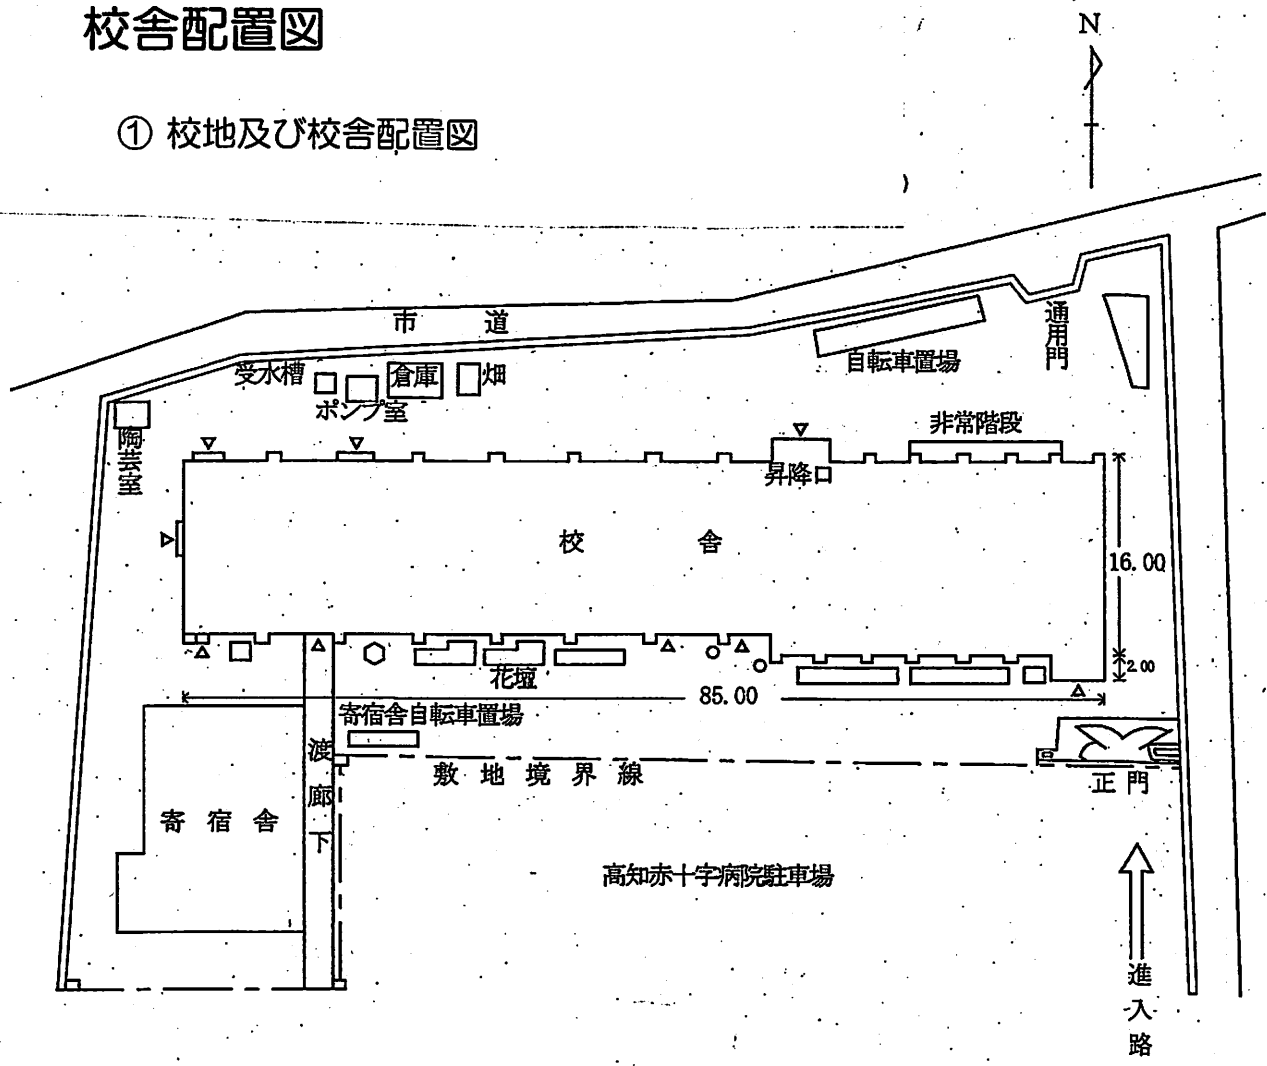 校舎配置図
① 校地及び校舎配置図
N
市道
通用門
自転車置場
受水槽
ポンプ室
倉庫
畑
陶芸室
非常階段
昇降口
校舎
16.00
2.00
花壇
85.00
寄宿舎自転車置場
渡廊下
敷地境界線
正門
寄宿舎
高知赤十字病院駐車場
進入路